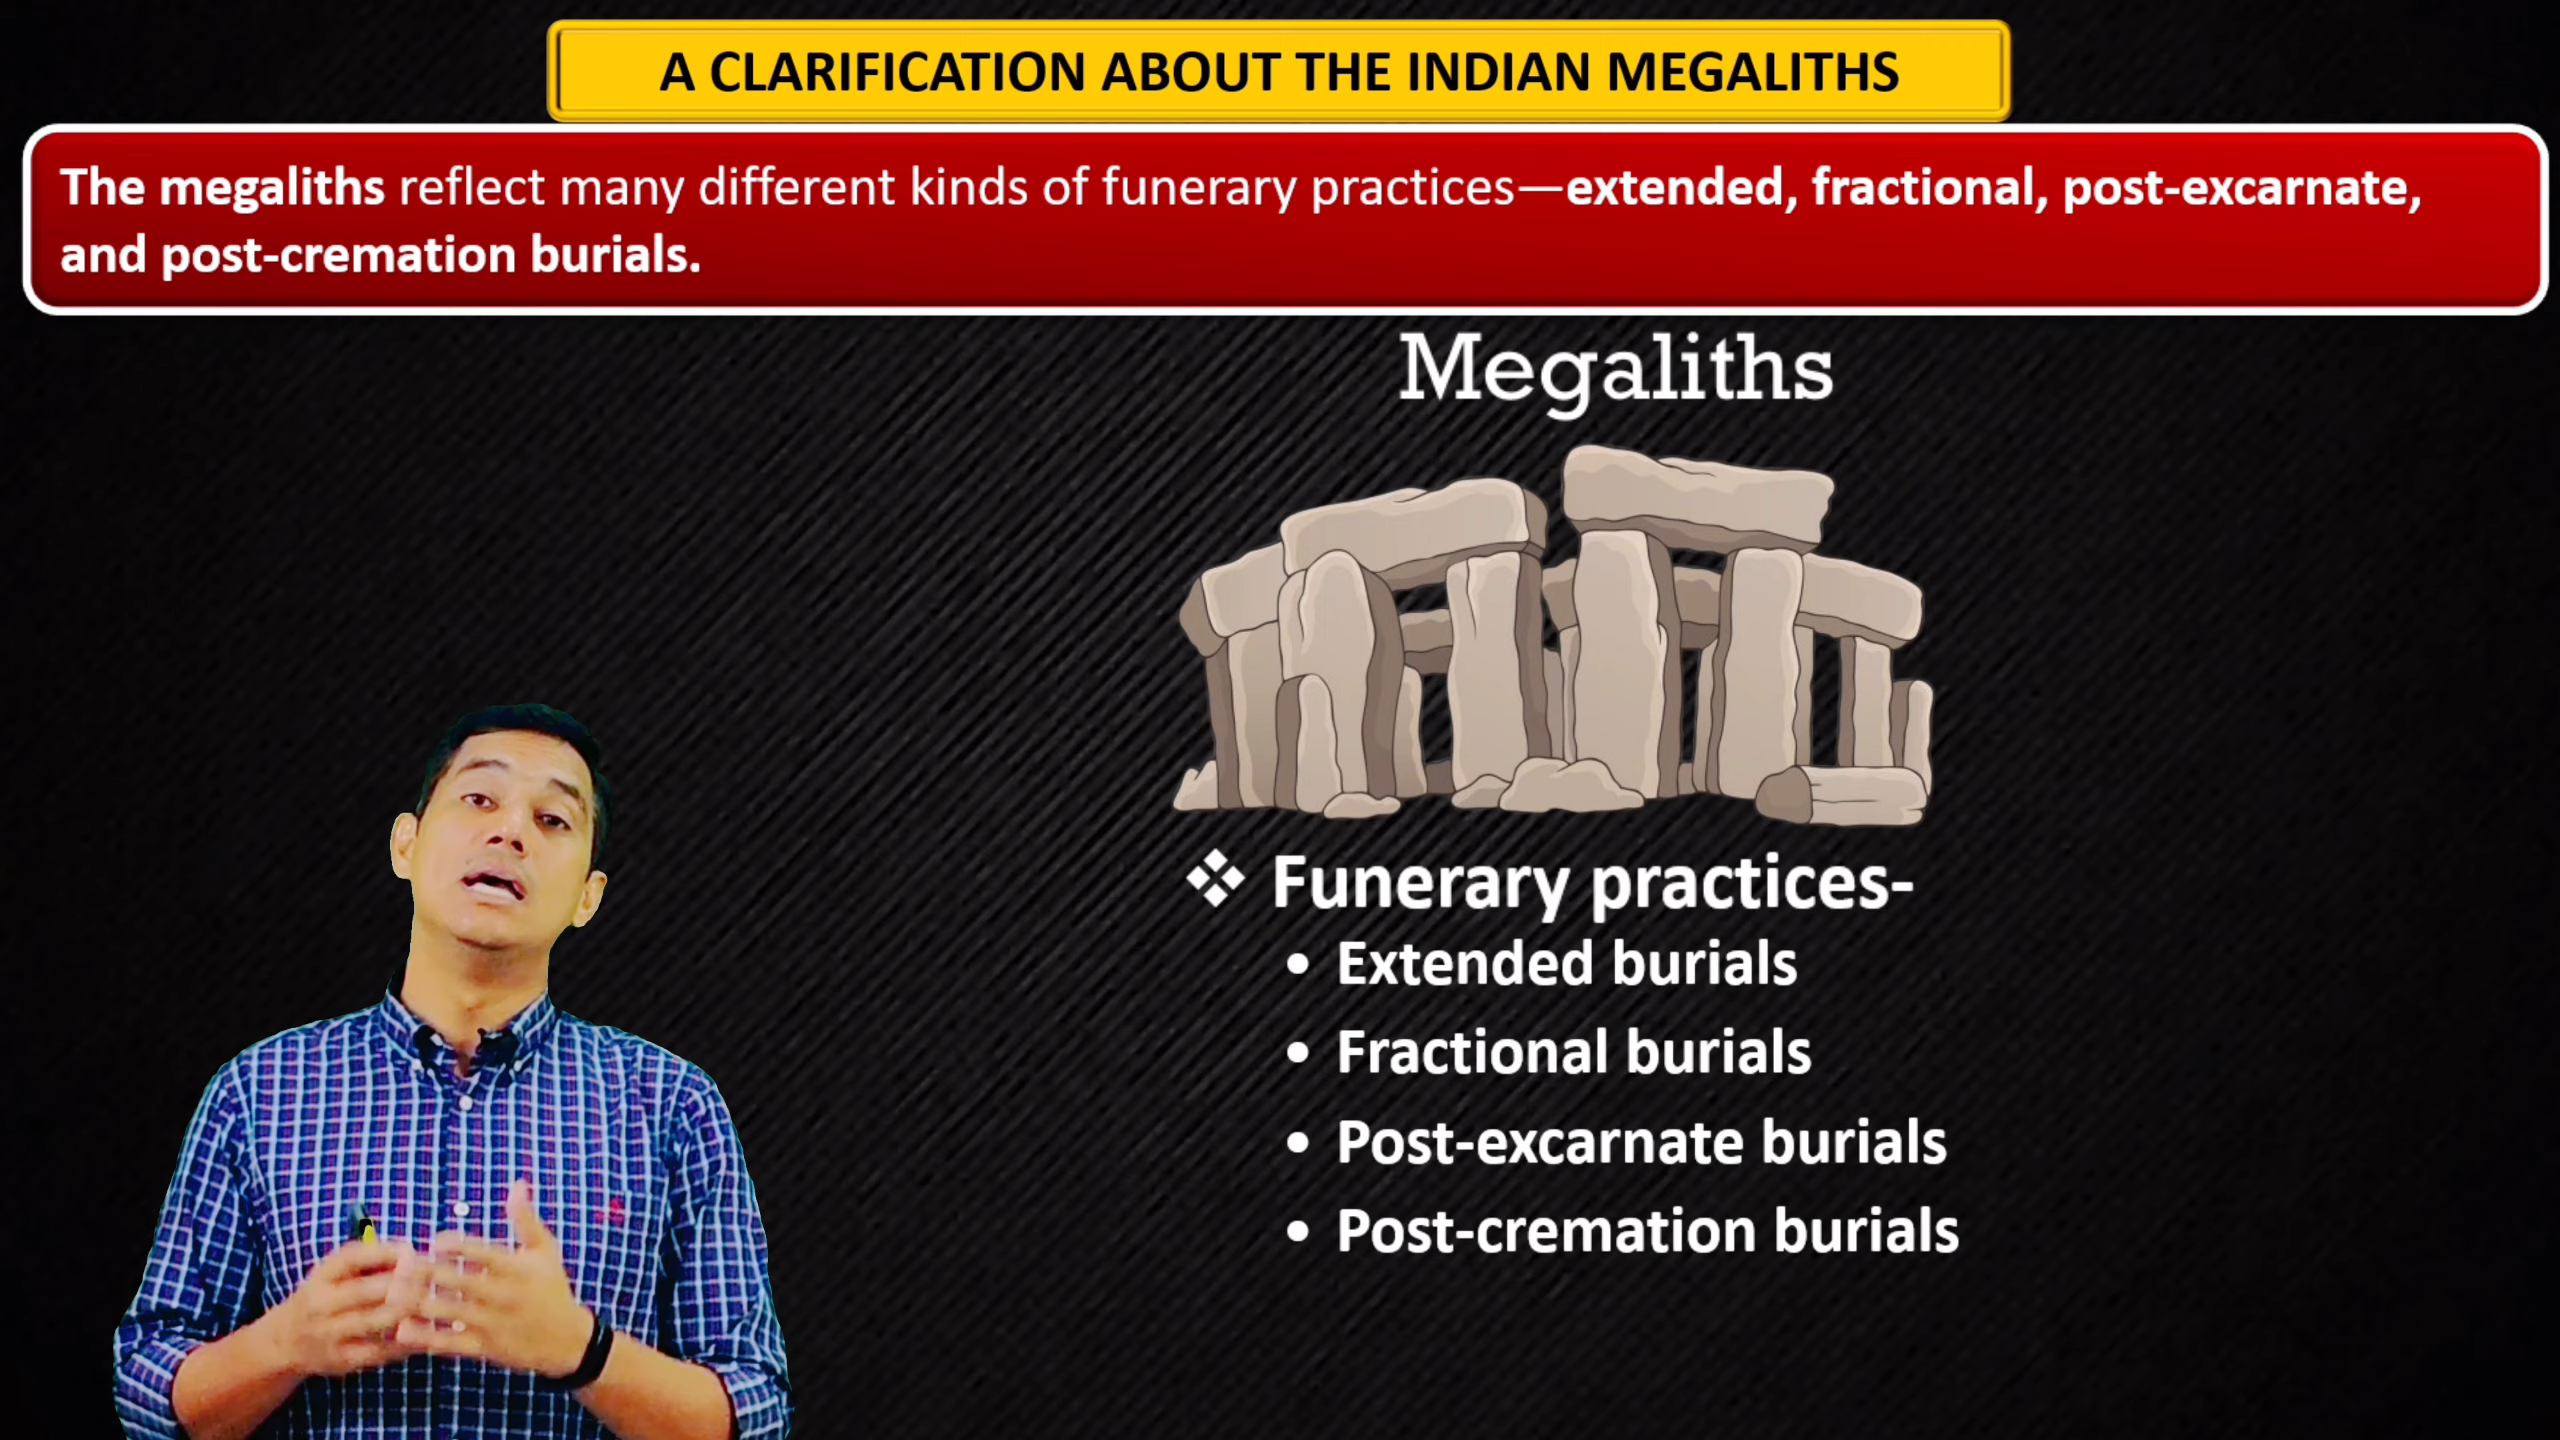 A CLARIFICATION ABOUT THE INDIAN MEGALITHS
The megaliths reflect many different kinds of funerary practices—extended, fractional, post-excarnate,
and post-cremation burials.
Megaliths
❖ Funerary practices-
• Extended burials
• Fractional burials
• Post-excarnate burials
• Post-cremation burials